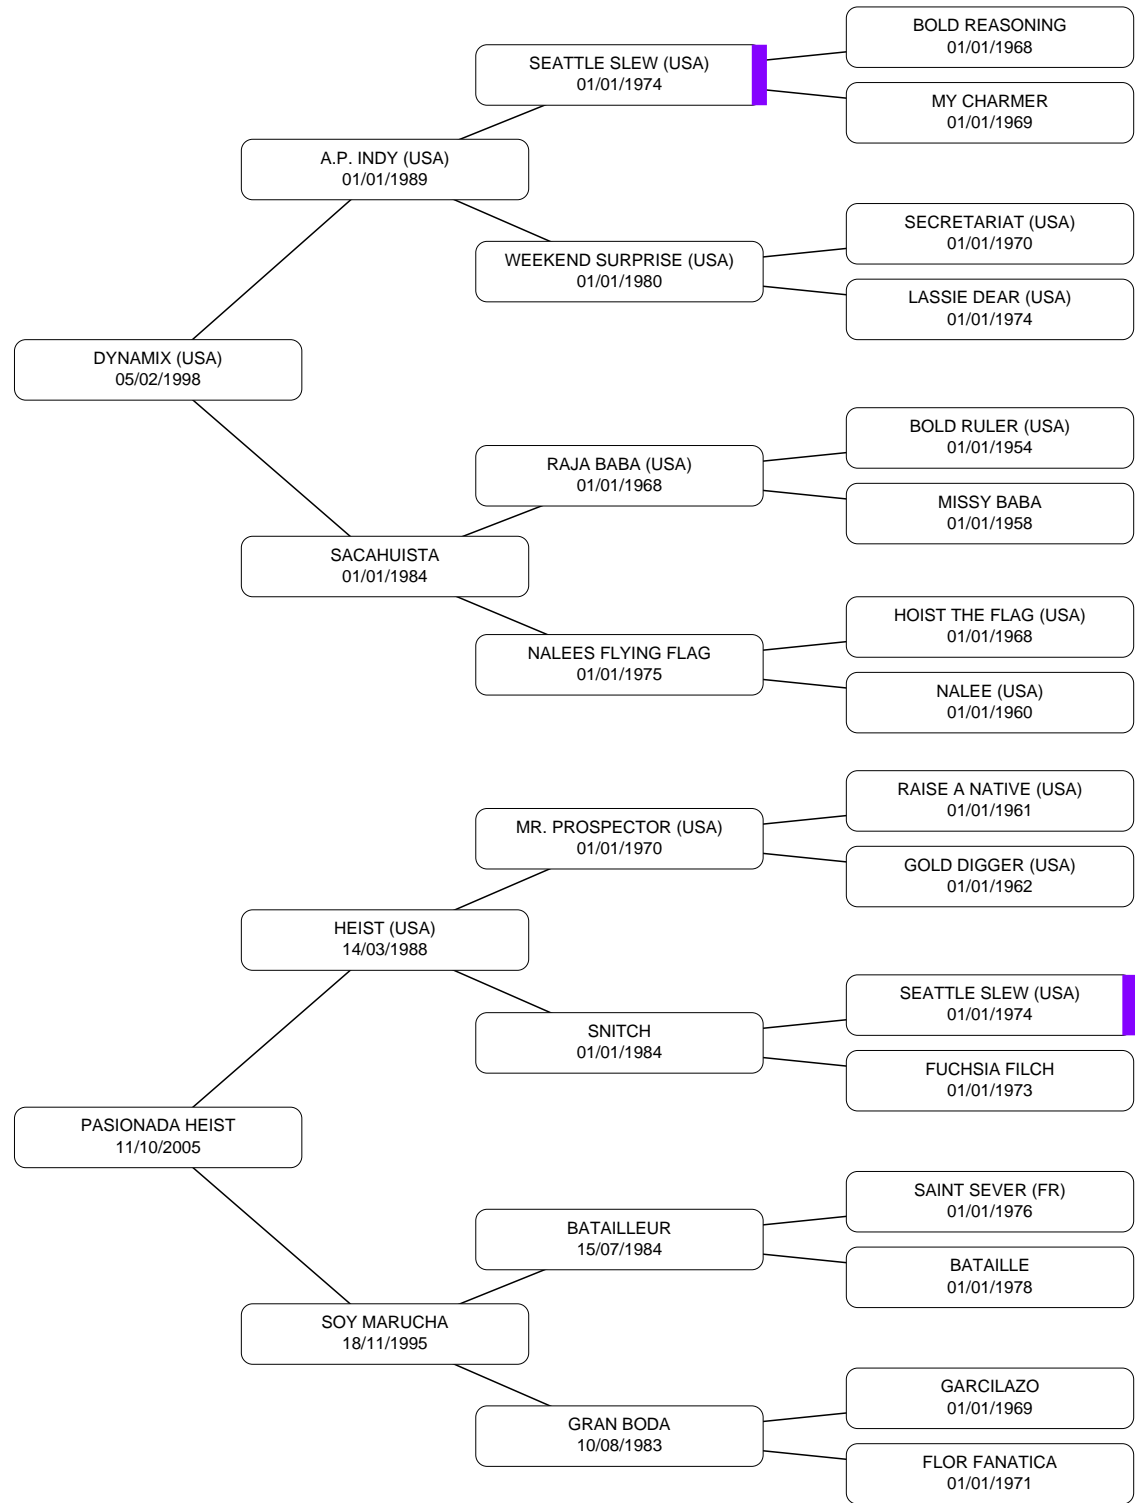 BOLD REASONING
01/01/1968
SEATTLE SLEW (USA)
01/01/1974
MY CHARMER
01/01/1969
A.P. INDY (USA)
01/01/1989
SECRETARIAT (USA)
01/01/1970
WEEKEND SURPRISE (USA)
01/01/1980
LASSIE DEAR (USA)
01/01/1974
DYNAMIX (USA)
05/02/1998
BOLD RULER (USA)
01/01/1954
RAJA BABA (USA)
01/01/1968
MISSY BABA
01/01/1958
SACAHUISTA
01/01/1984
HOIST THE FLAG (USA)
01/01/1968
NALEES FLYING FLAG
01/01/1975
NALEE (USA)
01/01/1960
RAISE A NATIVE (USA)
01/01/1961
MR. PROSPECTOR (USA)
01/01/1970
GOLD DIGGER (USA)
01/01/1962
HEIST (USA)
14/03/1988
SEATTLE SLEW (USA)
01/01/1974
SNITCH
01/01/1984
FUCHSIA FILCH
01/01/1973
PASIONADA HEIST
11/10/2005
SAINT SEVER (FR)
01/01/1976
BATAILLEUR
15/07/1984
BATAILLE
01/01/1978
SOY MARUCHA
18/11/1995
GARCILAZO
01/01/1969
GRAN BODA
10/08/1983
FLOR FANATICA
01/01/1971